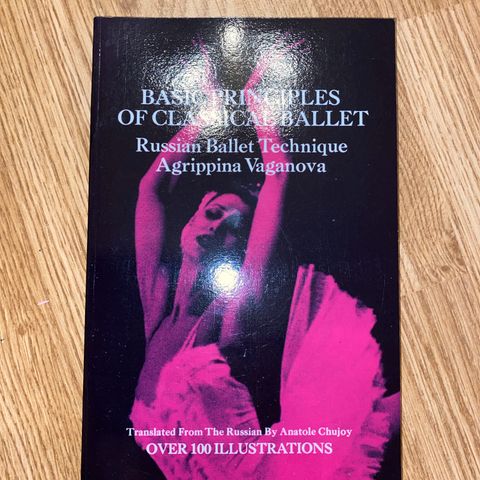 BASIC PRINCIPLES
OF CLASSICAL BALLET
Russian Ballet Technique
Agrippina Vaganova
Translated From The Russian By Anatole Chujoy
OVER 100 ILLUSTRATIONS